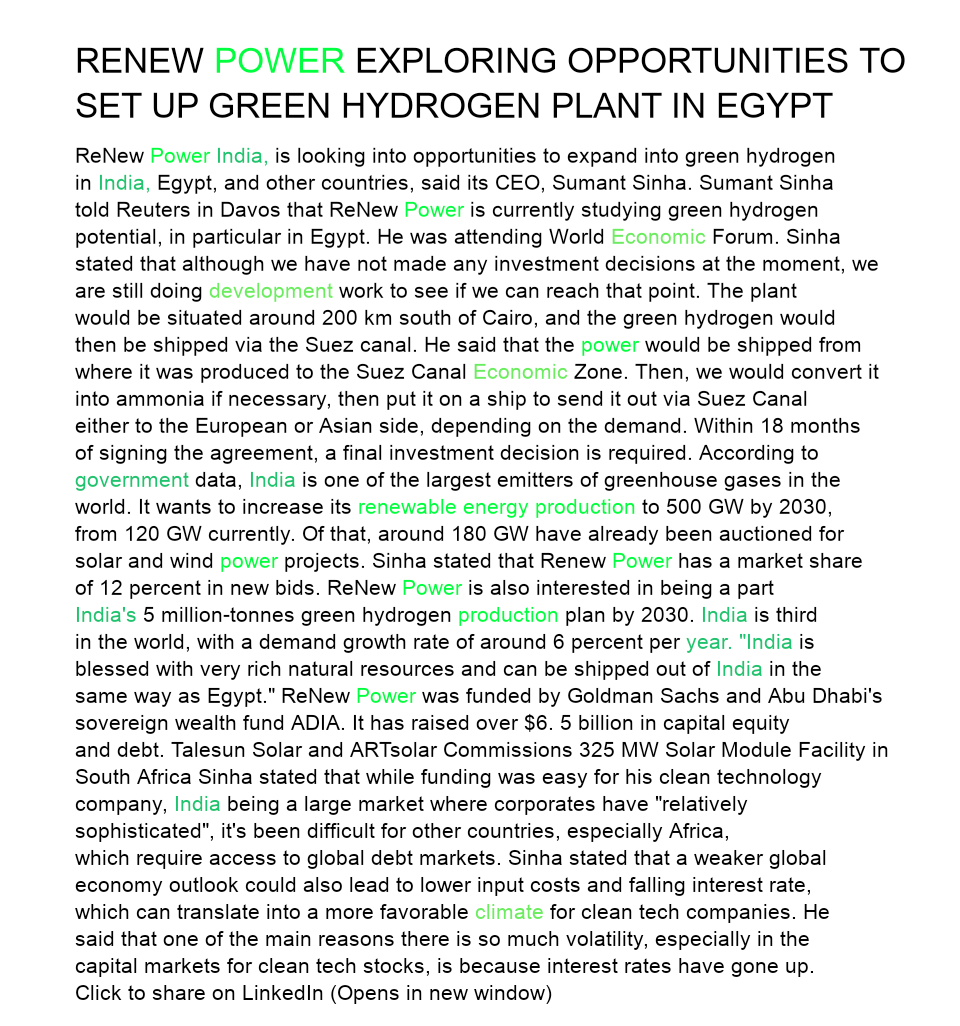 RENEW POWER EXPLORING OPPORTUNITIES TO
SET UP GREEN HYDROGEN PLANT IN EGYPT
ReNew Power India, is looking into opportunities to expand into green hydrogen
in India, Egypt, and other countries, said its CEO, Sumant Sinha. Sumant Sinha
told Reuters in Davos that ReNew Power is currently studying green hydrogen
potential, in particular in Egypt. He was attending World Economic Forum. Sinha
stated that although we have not made any investment decisions at the moment, we
are still doing development work to see if we can reach that point. The plant
would be situated around 200 km south of Cairo, and the green hydrogen would
then be shipped via the Suez canal. He said that the power would be shipped from
where it was produced to the Suez Canal Economic Zone. Then, we would convert it
into ammonia if necessary, then put it on a ship to send it out via Suez Canal
either to the European or Asian side, depending on the demand. Within 18 months
of signing the agreement, a final investment decision is required. According to
government data, India is one of the largest emitters of greenhouse gases in the
world. It wants to increase its renewable energy production to 500 GW by 2030,
from 120 GW currently. Of that, around 180 GW have already been auctioned for
solar and wind power projects. Sinha stated that Renew Power has a market share
of 12 percent in new bids. ReNew Power is also interested in being a part
India's 5 million-tonnes green hydrogen production plan by 2030. India is third
in the world, with a demand growth rate of around 6 percent per year. "India is
blessed with very rich natural resources and can be shipped out of India in the
same way as Egypt." ReNew Power was funded by Goldman Sachs and Abu Dhabi's
sovereign wealth fund ADIA. It has raised over $6. 5 billion in capital equity
and debt. Talesun Solar and ARTsolar Commissions 325 MW Solar Module Facility in
South Africa Sinha stated that while funding was easy for his clean technology
company, India being a large market where corporates have "relatively
sophisticated", it's been difficult for other countries, especially Africa,
which require access to global debt markets. Sinha stated that a weaker global
economy outlook could also lead to lower input costs and falling interest rate,
which can translate into a more favorable climate for clean tech companies. He
said that one of the main reasons there is so much volatility, especially in the
capital markets for clean tech stocks, is because interest rates have gone up.
Click to share on LinkedIn (Opens in new window)